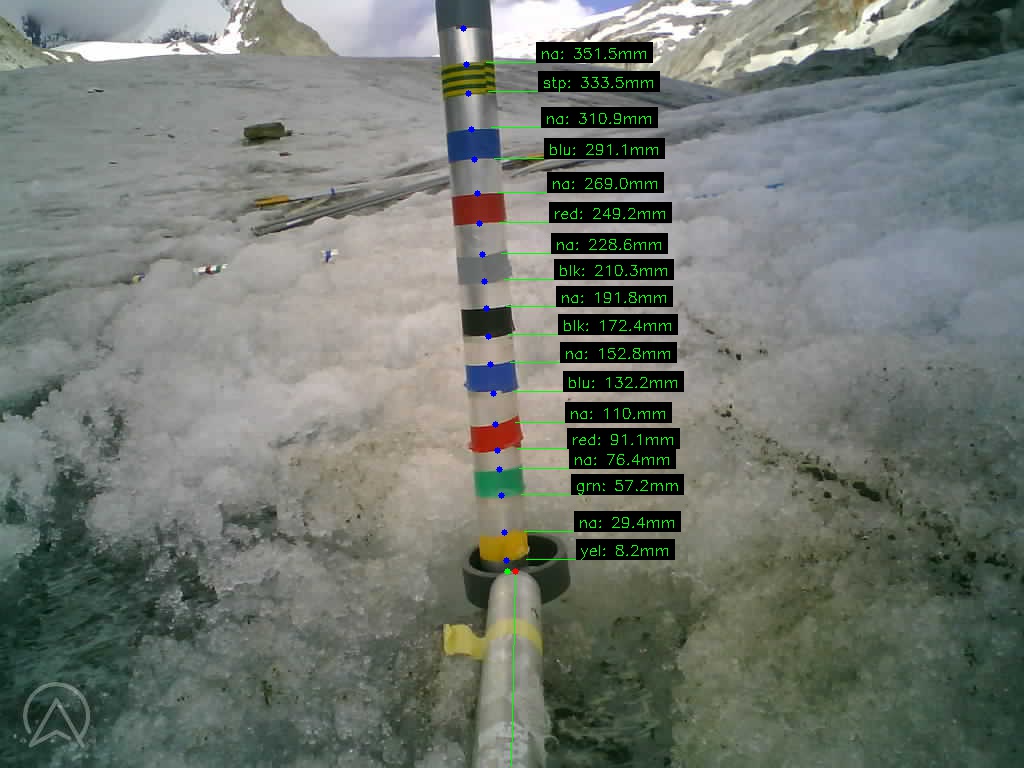 na: 351.5mm
stp: 333.5mm
na: 310.9mm
blu: 291.1mm
na: 269.0mm
red: 249.2mm
na: 228.6mm
blk: 210.3mm
na: 191.8mm
blk: 172.4mm
na: 152.8mm
blu: 132.2mm
na: 110.mm
red: 91.1mm
na: 76.4mm
grn: 57.2mm
na: 29.4mm
yel: 8.2mm